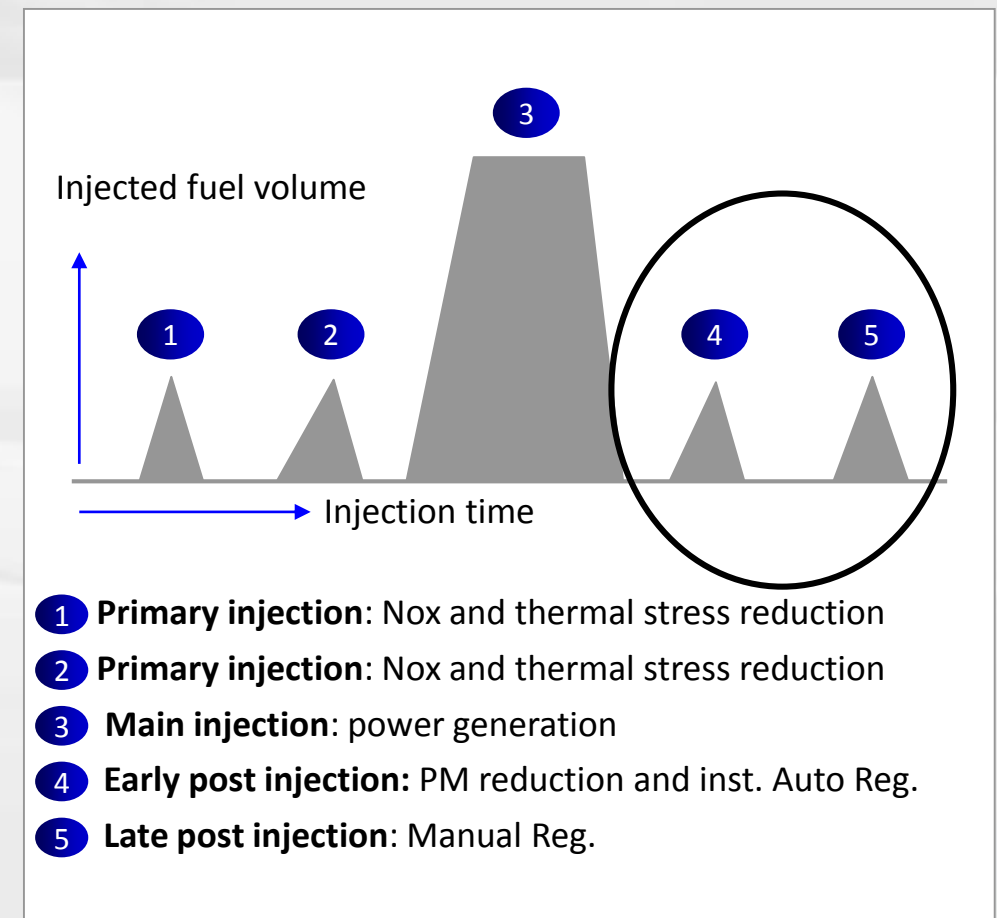 3
Injected fuel volume
1 2 4 5
Injection time
1 Primary injection: Nox and thermal stress reduction
2 Primary injection: Nox and thermal stress reduction
3 Main injection: power generation
4 Early post injection: PM reduction and inst. Auto Reg.
5 Late post injection: Manual Reg.